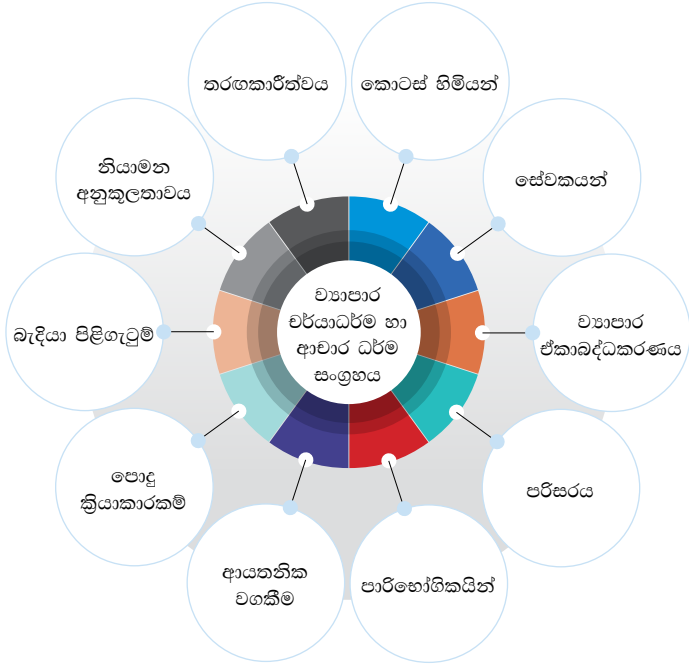 තරඟකාරීත්වය
කොටස් හිමියන්
නියාමන
අනුකූලතාවය
සේවකයන්
බැඳියා පිළිගැටුම්
ව්‍යාපාර
චර්යාධර්ම හා
ආචාර ධර්ම
සංග්‍රහය
ව්‍යාපාර
ඒකාබද්ධකරණය
පොදු
ක්‍රියාකාරකම්
පරිසරය
ආයතනික
වගකීම
පාරිභෝගිකයින්